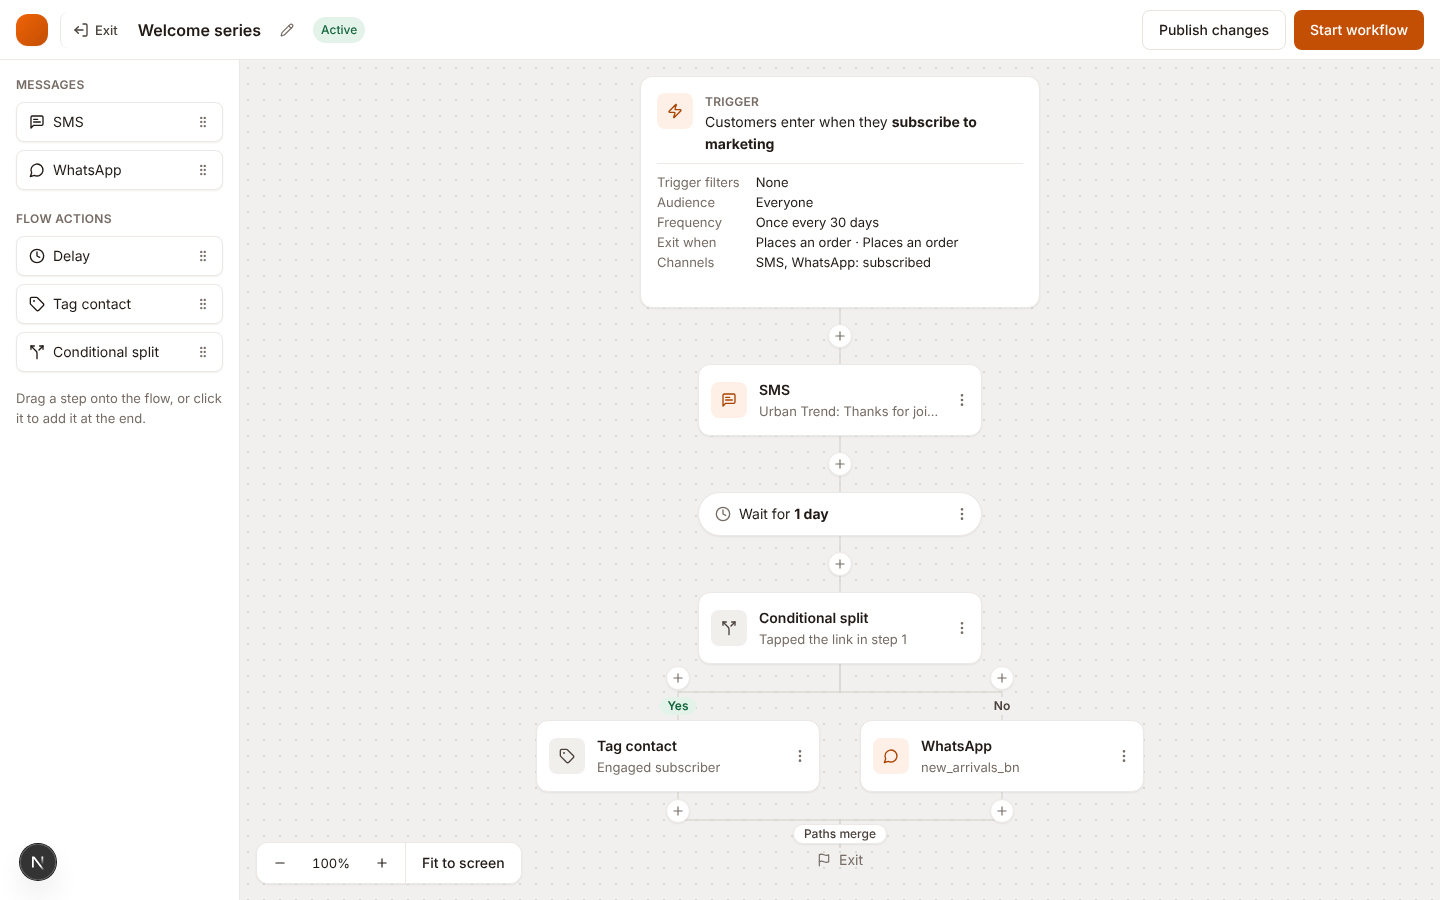 Exit
Welcome series
Active
Publish changes
Start workflow
MESSAGES
SMS
WhatsApp
FLOW ACTIONS
Delay
Tag contact
Conditional split
Drag a step onto the flow, or click
it to add it at the end.
TRIGGER
Customers enter when they subscribe to
marketing
Trigger filters None
Audience Everyone
Frequency Once every 30 days
Exit when Places an order · Places an order
Channels SMS, WhatsApp: subscribed
SMS
Urban Trend: Thanks for joi...
Wait for 1 day
Conditional split
Tapped the link in step 1
Yes
No
Tag contact
Engaged subscriber
WhatsApp
new_arrivals_bn
Paths merge
Exit
N
100%
Fit to screen